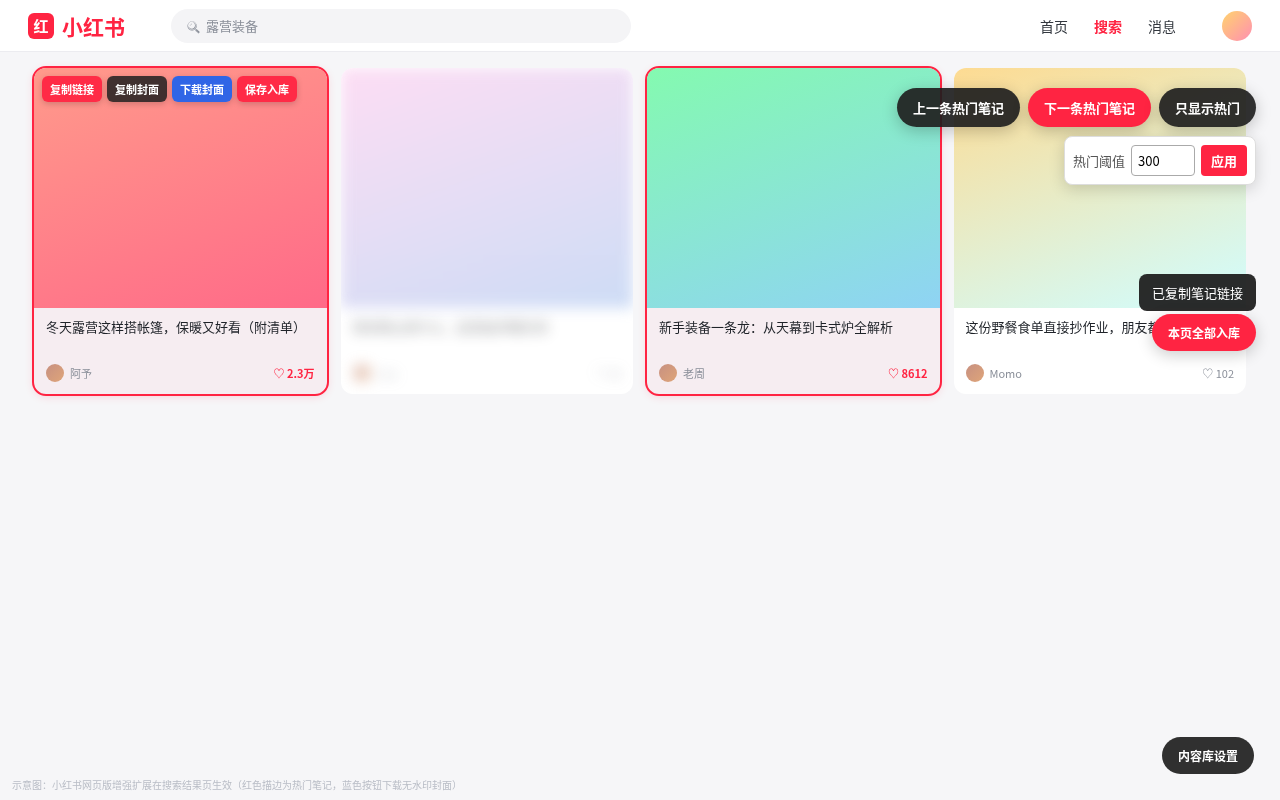 红 小红书
露营装备
首页 搜索 消息
复制链接 复制封面 下载封面 保存入库
上一条热门笔记 下一条热门笔记 只显示热门
热门阈值 300 应用
已复制笔记链接
本页全部入库
冬天露营这样搭帐篷，保暖又好看（附清单）
阿予 ♡ 2.3万
新手装备一条龙：从天幕到卡式炉全解析
老周 ♡ 8612
这份野餐食单直接抄作业，朋友
Momo ♡ 102
内容库设置
示意图：小红书网页版增强扩展在搜索结果页生效（红色描边为热门笔记，蓝色按钮下载无水印封面）